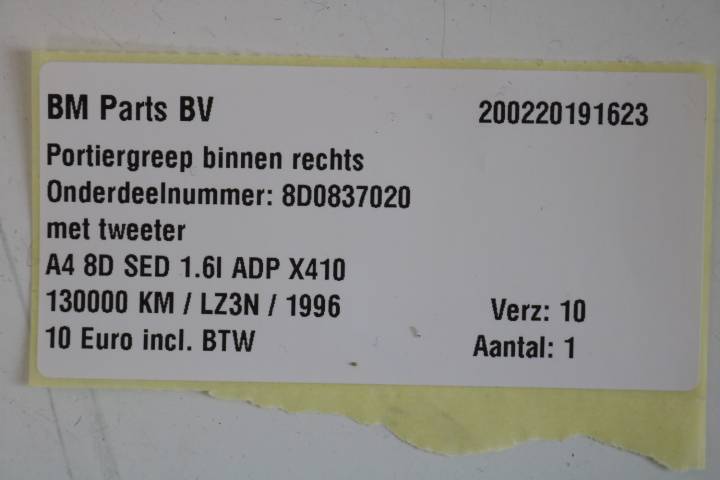 BM Parts BV 200220191623
Portiergreep binnen rechts
Onderdeelnummer: 8D0837020
met tweeter
A4 8D SED 1.6I ADP X410
130000 KM / LZ3N / 1996 Verz: 10
10 Euro incl. BTW Aantal: 1